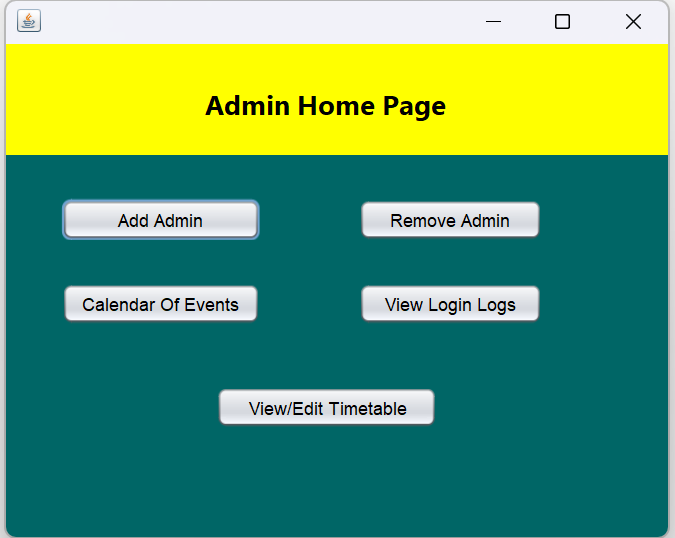 Admin Home Page
Add Admin
Remove Admin
Calendar Of Events
View Login Logs
View/Edit Timetable